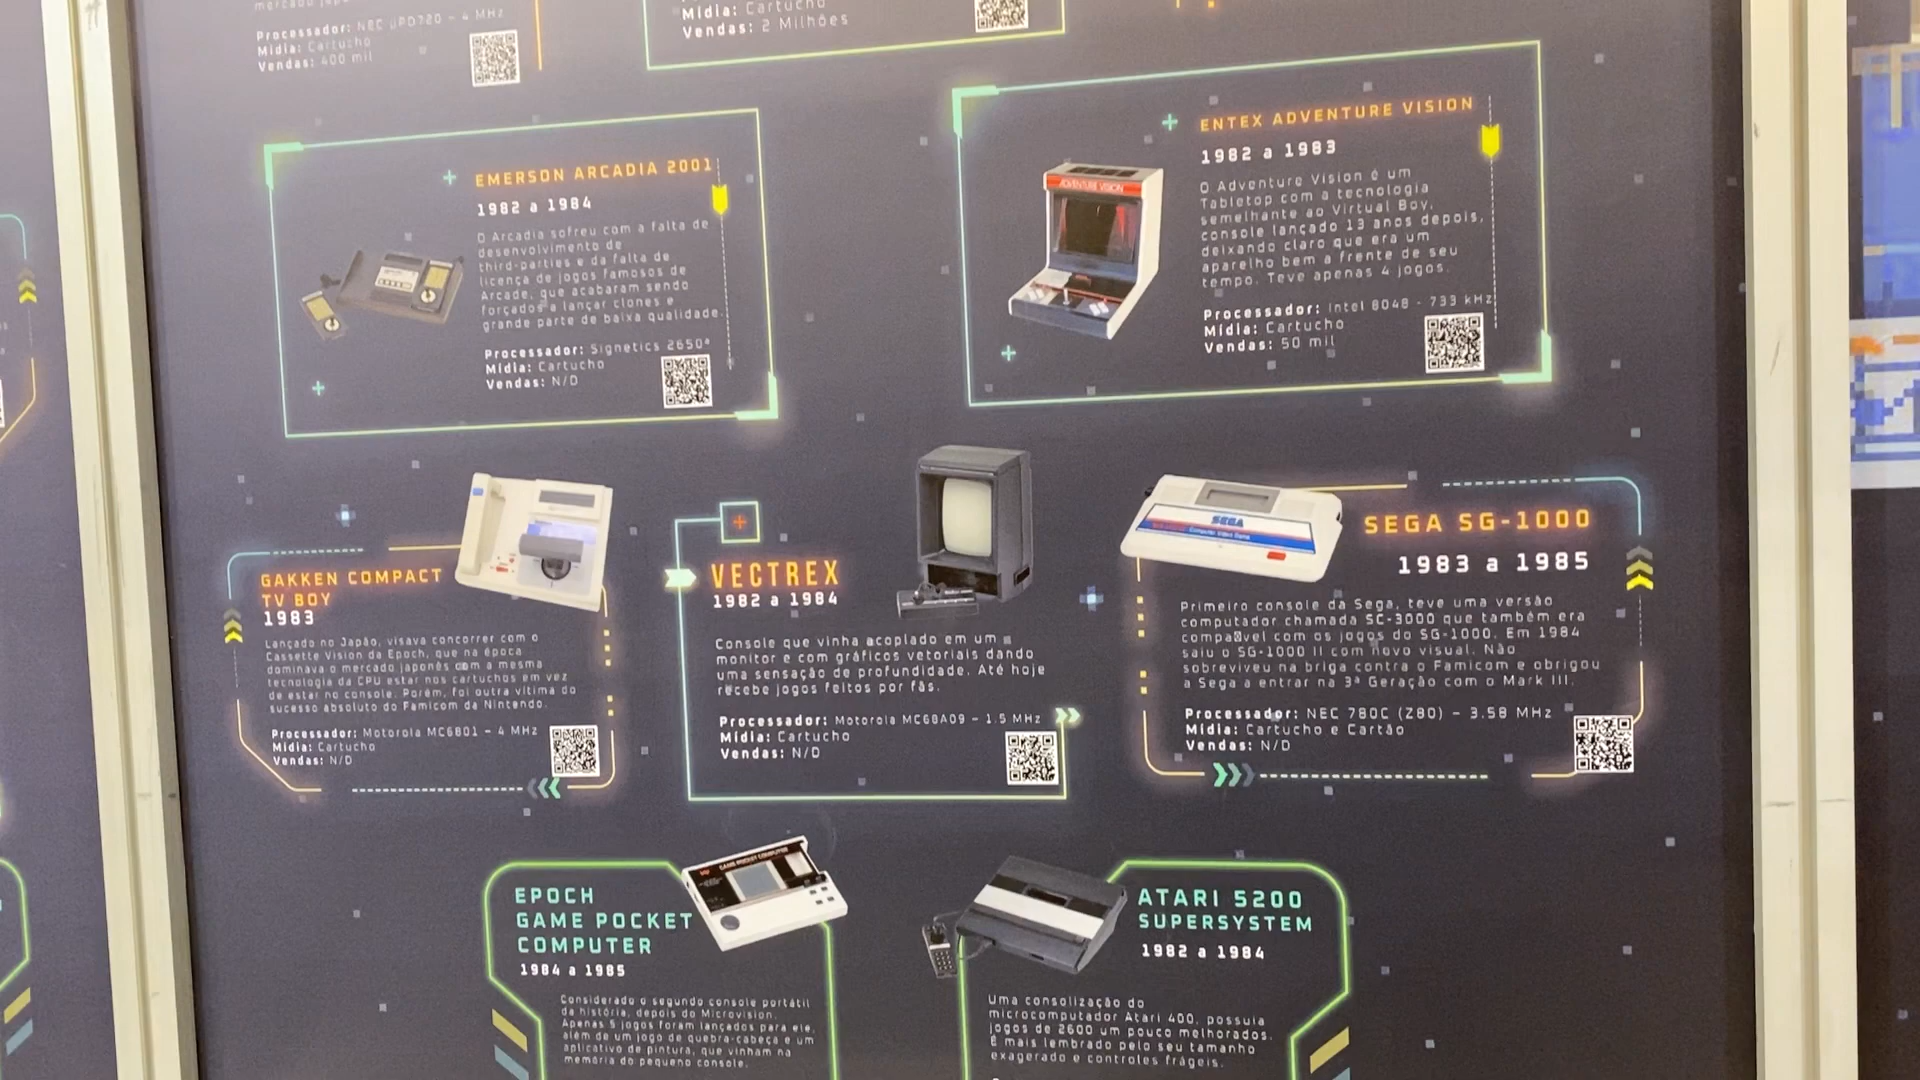 Processador: NEC uPD720 - 4 MHz
Mídia: Cartucho
Vendas: 400 mil
Mídia: Cartucho
Vendas: 2 Milhões
EMERSON ARCADIA 2001
1982 a 1984
O Arcadia sofreu com a falta de
desenvolvimento de
third-parties e da falta de
licença de jogos famosos de
Arcade, que acabaram sendo
forçados a lançar clones e
grande parte de baixa qualidade.
Processador: Signetics 2650ª
Mídia: Cartucho
Vendas: N/D
ENTEX ADVENTURE VISION
1982 a 1983
O Adventure Vision é um
Tabletop com a tecnologia
semelhante ao Virtual Boy,
console lançado 13 anos depois,
deixando claro que era um
aparelho bem a frente de seu
tempo. Teve apenas 4 jogos.
Processador: Intel 8048 - 733 kHz
Mídia: Cartucho
Vendas: 50 mil
ADVENTURE VISION
GAKKEN COMPACT
TV BOY
1983
Lançado no Japão, visava concorrer com o
Cassette Vision da Epoch, que na época
dominava o mercado japonês com a mesma
tecnologia da CPU estar nos cartuchos em vez
de estar no console. Porém, foi outra vítima do
sucesso absoluto do Famicom da Nintendo.
Processador: Motorola MC6801 - 4 MHz
Mídia: Cartucho
Vendas: N/D
VECTREX
1982 a 1984
Console que vinha acoplado em um
monitor e com gráficos vetoriais dando
uma sensação de profundidade. Até hoje
recebe jogos feitos por fãs.
Processador: Motorola MC68A09 - 1.5 MHz
Mídia: Cartucho
Vendas: N/D
SEGA
Computer Video Game
SEGA SG-1000
1983 a 1985
Primeiro console da Sega, teve uma versão
computador chamada SC-3000 que também era
compa☒vel com os jogos do SG-1000. Em 1984
saiu o SG-1000 II com novo visual. Não
sobreviveu na briga contra o Famicom e obrigou
a Sega a entrar na 3ª Geração com o Mark III.
Processador: NEC 780C (Z80) - 3.58 MHz
Mídia: Cartucho e Cartão
Vendas: N/D
GAME POCKET COMPUTER
EPOCH
GAME POCKET
COMPUTER
1984 a 1985
Considerado o segundo console portátil
da história, depois do Microvision.
Apenas 5 jogos foram lançados para ele,
além de um jogo de quebra-cabeça e um
aplicativo de pintura, que vinham na
memória do pequeno console.
ATARI 5200
SUPERSYSTEM
1982 a 1984
Uma consolização do
microcomputador Atari 400, possuia
jogos de 2600 um pouco melhorados.
É mais lembrado pelo seu tamanho
exagerado e controles frágeis.